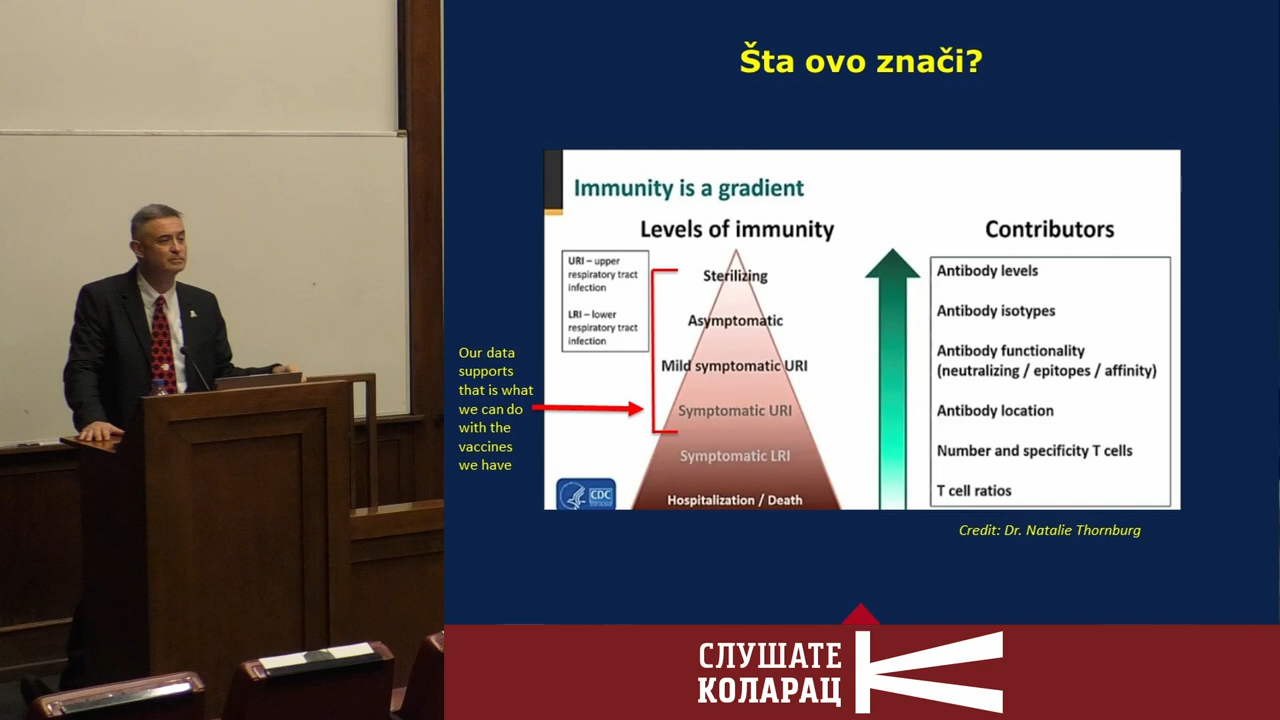 Šta ovo znači?
Immunity is a gradient
Levels of immunity
Contributors
URI – upper
respiratory tract
infection
LRI – lower
respiratory tract
infection
Sterilizing
Asymptomatic
Mild symptomatic URI
Symptomatic URI
Symptomatic LRI
Hospitalization / Death
Antibody levels
Antibody isotypes
Antibody functionality
(neutralizing / epitopes / affinity)
Antibody location
Number and specificity T cells
T cell ratios
Our data
supports
that is what
we can do
with the
vaccines
we have
CDC
Credit: Dr. Natalie Thornburg
СЛУШАТЕ
КОЛАРАЦ